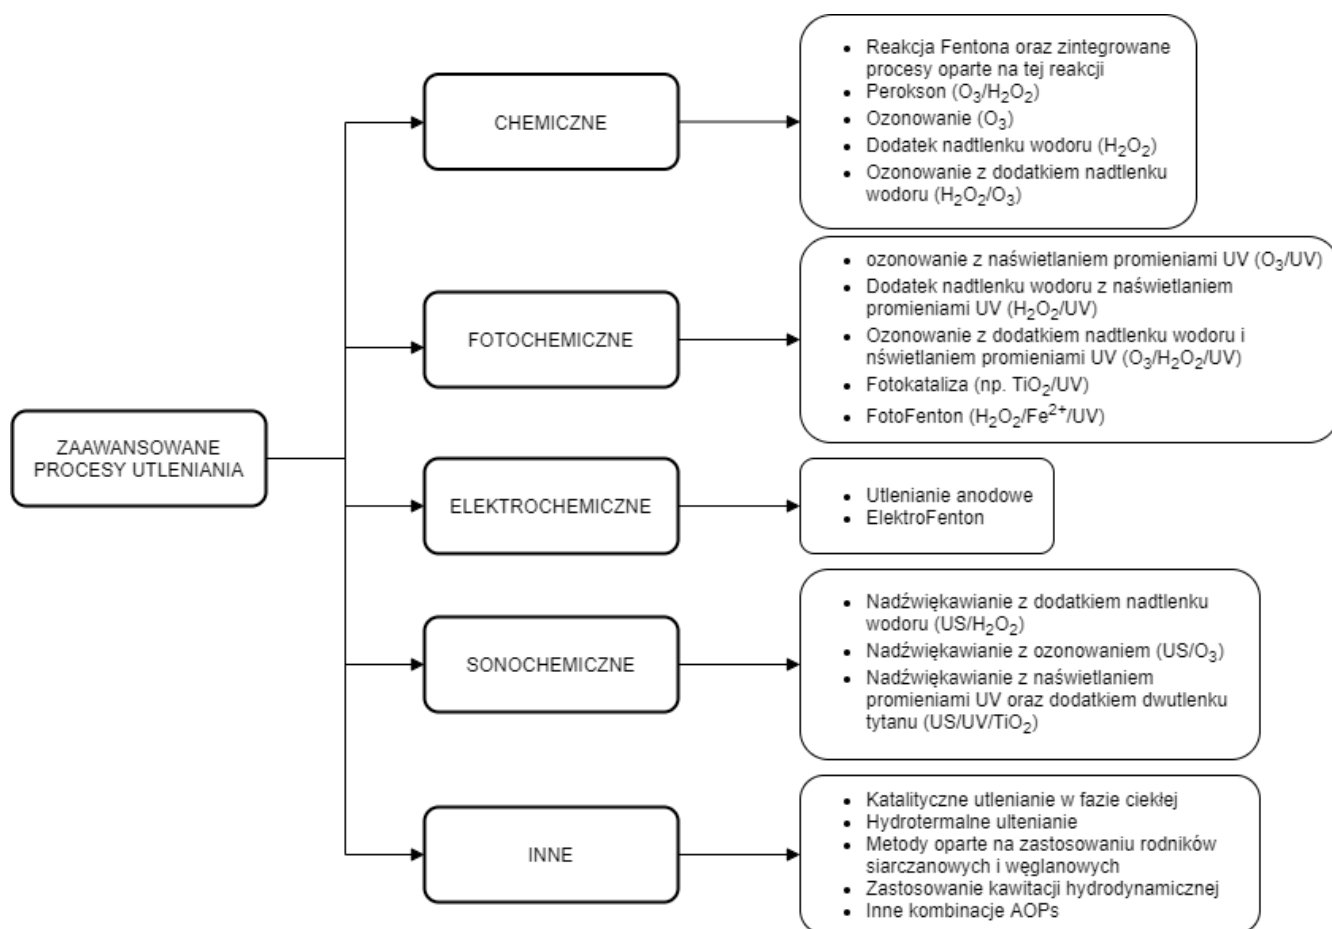 ZAAWANSOWANE
PROCESY UTLENIANIA
CHEMICZNE
• Reakcja Fentona oraz zintegrowane
procesy oparte na tej reakcji
• Perokson (O₃/H₂O₂)
• Ozonowanie (O₃)
• Dodatek nadtlenku wodoru (H₂O₂)
• Ozonowanie z dodatkiem nadtlenku
wodoru (H₂O₂/O₃)
FOTOCHEMICZNE
• ozonowanie z naświetlaniem promieniami UV (O₃/UV)
• Dodatek nadtlenku wodoru z naświetlaniem
promieniami UV (H₂O₂/UV)
• Ozonowanie z dodatkiem nadtlenku wodoru i
nświetlaniem promieniami UV (O₃/H₂O₂/UV)
• Fotokataliza (np. TiO₂/UV)
• FotoFenton (H₂O₂/Fe²⁺/UV)
ELEKTROCHEMICZNE
• Utlenianie anodowe
• ElektroFenton
SONOCHEMICZNE
• Nadźwiękawianie z dodatkiem nadtlenku
wodoru (US/H₂O₂)
• Nadźwiękawianie z ozonowaniem (US/O₃)
• Nadźwiękawianie z naświetlaniem
promieniami UV oraz dodatkiem dwutlenku
tytanu (US/UV/TiO₂)
INNE
• Katalityczne utlenianie w fazie ciekłej
• Hydrotermalne ultenianie
• Metody oparte na zastosowaniu rodników
siarczanowych i węglanowych
• Zastosowanie kawitacji hydrodynamicznej
• Inne kombinacje AOPs